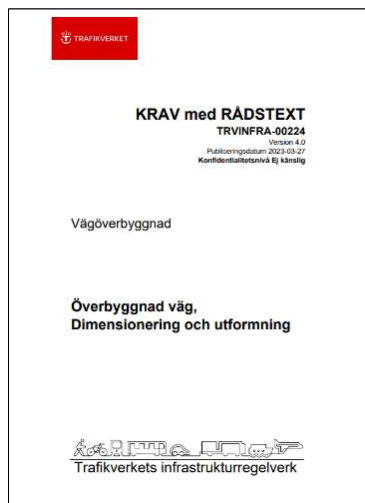 TRAFIKVERKET
KRAV med RÅDSTEXT
TRVINFRA-00224
Version 4.0
Publiceringsdatum 2023-03-27
Konfidentialitetsnivå Ej känslig
Vägöverbyggnad
Överbyggnad väg,
Dimensionering och utformning
Trafikverkets infrastrukturregelverk